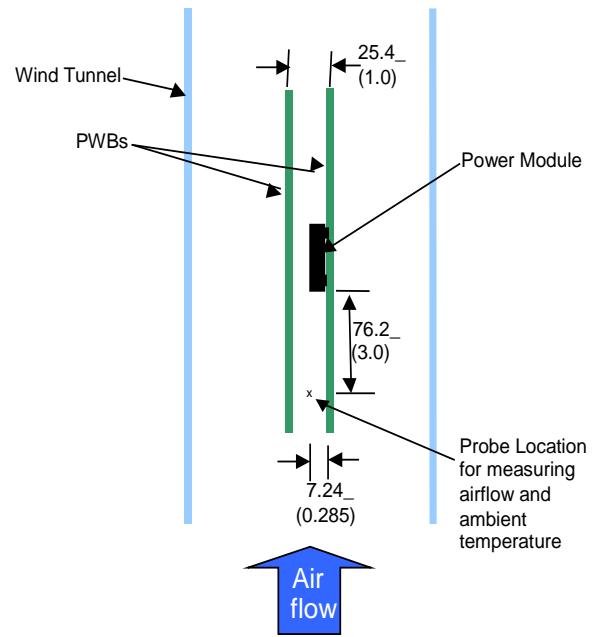 25.4_
(1.0)
Wind Tunnel
PWBs
Power Module
76.2_
(3.0)
x
Probe Location
for measuring
airflow and
ambient
temperature
7.24_
(0.285)
Air
flow